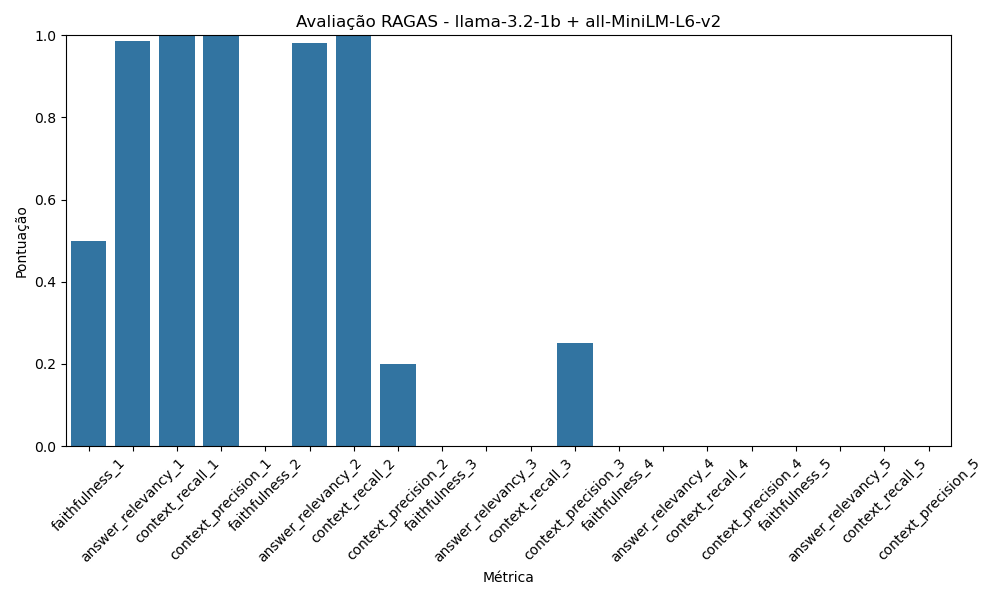 Avaliação RAGAS - llama-3.2-1b + all-MiniLM-L6-v2
Pontuação
1.0
0.8
0.6
0.4
0.2
0.0
faithfulness_1
answer_relevancy_1
context_recall_1
context_precision_1
faithfulness_2
answer_relevancy_2
context_recall_2
context_precision_2
faithfulness_3
answer_relevancy_3
context_recall_3
context_precision_3
faithfulness_4
answer_relevancy_4
context_recall_4
context_precision_4
faithfulness_5
answer_relevancy_5
context_recall_5
context_precision_5
Métrica